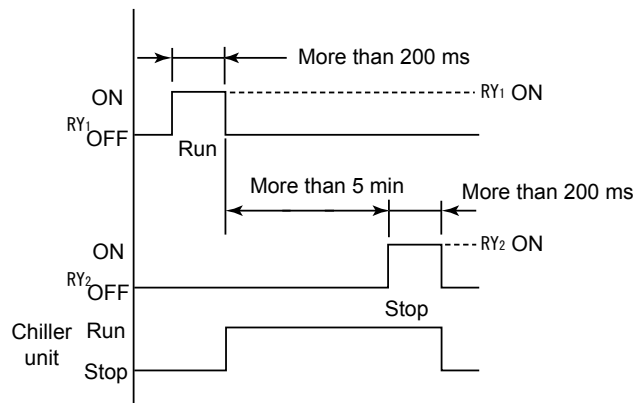 More than 200 ms
ON
RY1 ON
RY1
OFF
Run
More than 5 min
More than 200 ms
ON
RY2 ON
RY2
OFF
Stop
Chiller
unit
Run
Stop